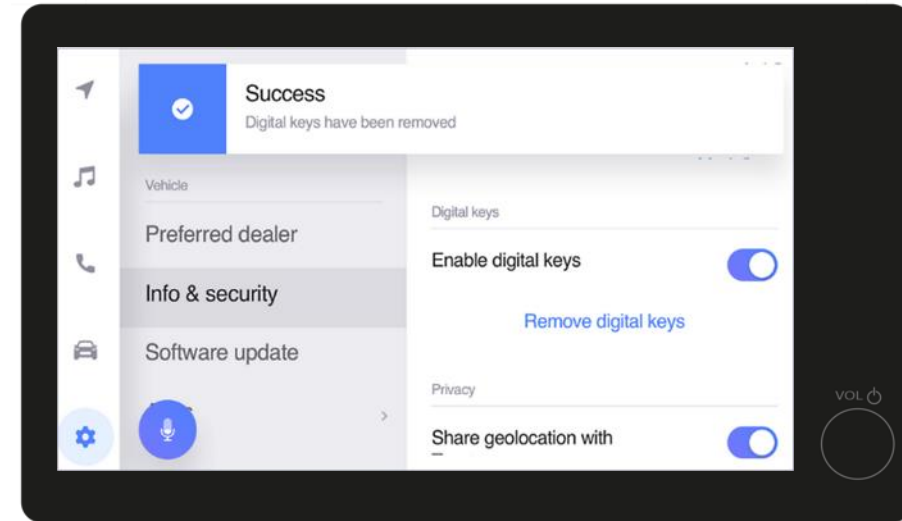 Success
Digital keys have been removed
Vehicle
Preferred dealer
Info & security
Software update
Digital keys
Enable digital keys
Remove digital keys
Privacy
Share geolocation with
VOL